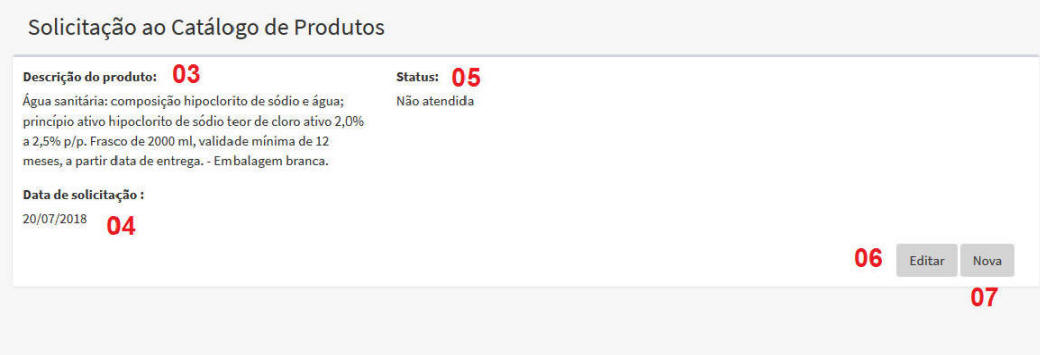 Solicitação ao Catálogo de Produtos
Descrição do produto: 03
Água sanitária: composição hipoclorito de sódio e água;
princípio ativo hipoclorito de sódio teor de cloro ativo 2,0%
a 2,5% p/p. Frasco de 2000 ml, validade mínima de 12
meses, a partir data de entrega. - Embalagem branca.
Status: 05
Não atendida
Data de solicitação :
20/07/2018 04
06 Editar Nova
07